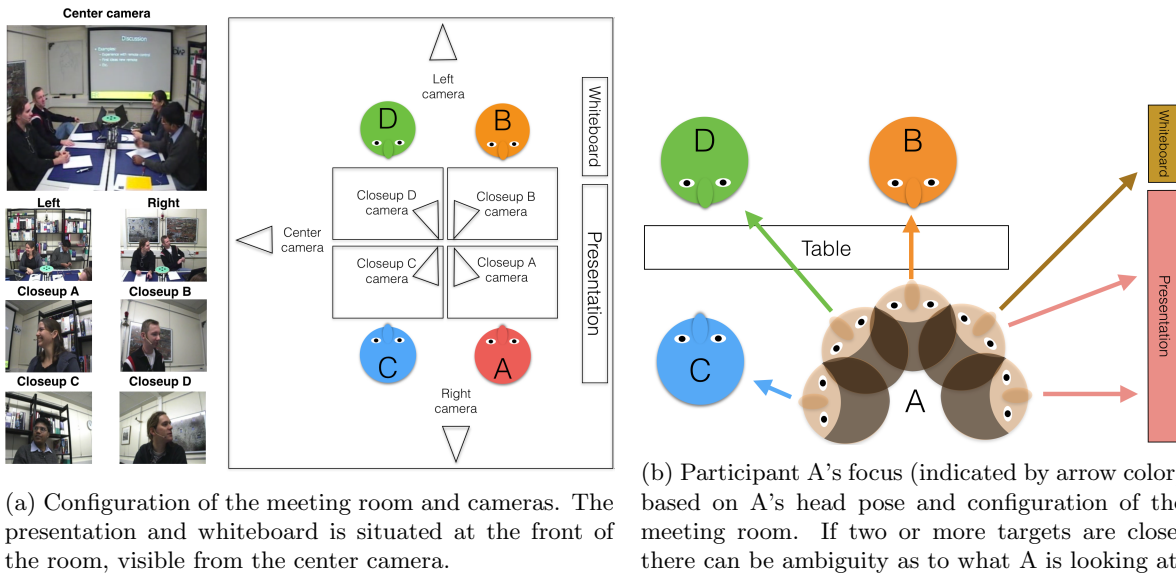 Center camera
Discussion
Left
Right
Closeup A
Closeup B
Closeup C
Closeup D
Left
camera
D
B
Closeup D
camera
Closeup B
camera
Center
camera
Closeup C
camera
Closeup A
camera
C
A
Right
camera
Whiteboard
Presentation
(a) Configuration of the meeting room and cameras. The
presentation and whiteboard is situated at the front of
the room, visible from the center camera.
D
B
Table
C
A
Whiteboard
Presentation
(b) Participant A's focus (indicated by arrow color
based on A's head pose and configuration of the
meeting room. If two or more targets are close
there can be ambiguity as to what A is looking at